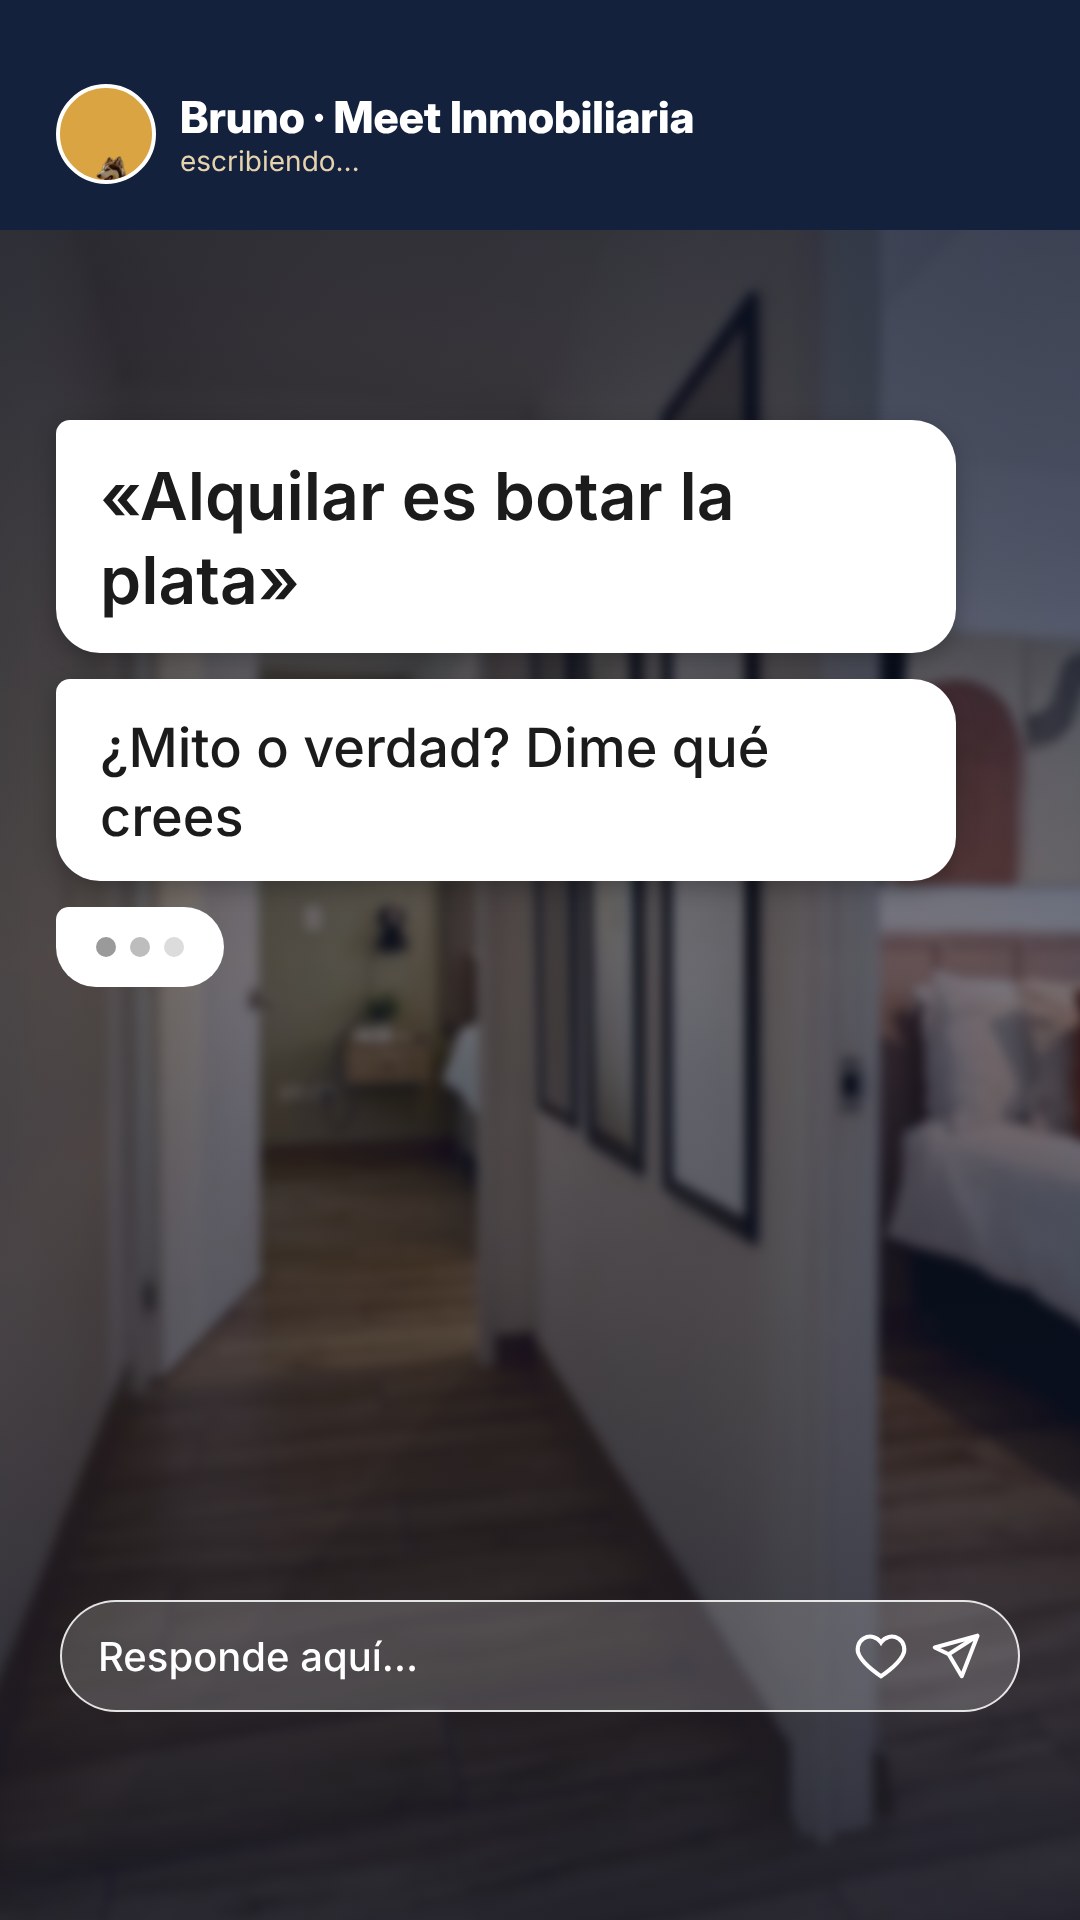 Bruno · Meet Inmobiliaria
escribiendo...
«Alquilar es botar la
plata»
¿Mito o verdad? Dime qué
crees
Responde aquí...